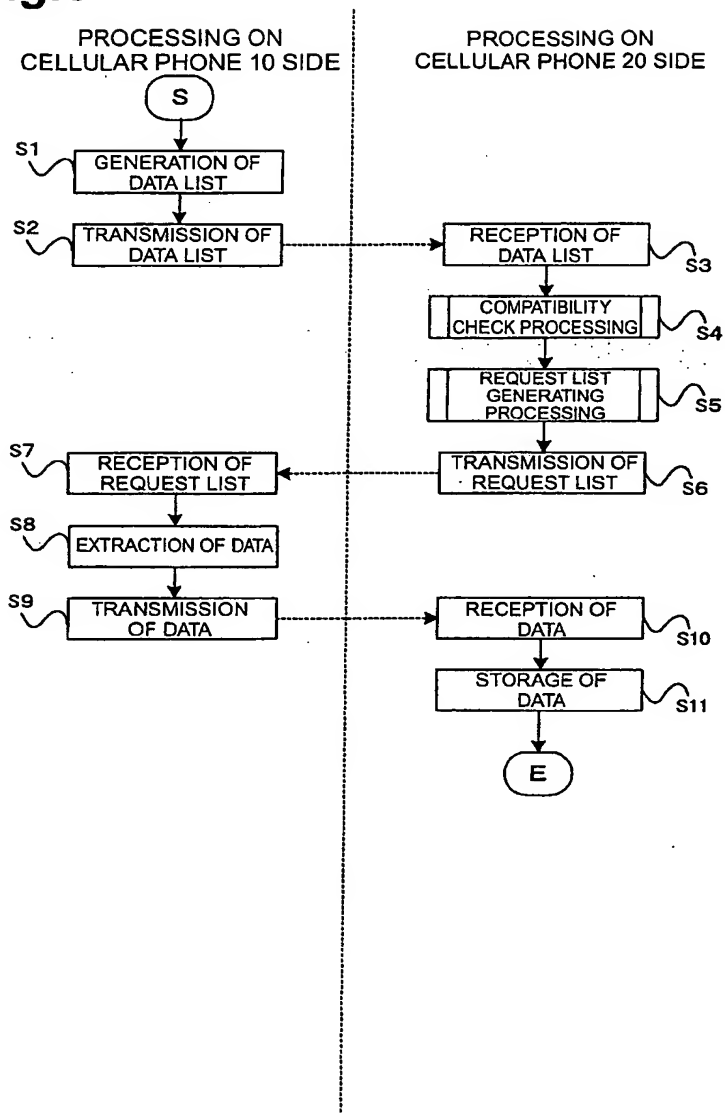 PROCESSING ON
CELLULAR PHONE 10 SIDE
PROCESSING ON
CELLULAR PHONE 20 SIDE
S
S1
GENERATION OF
DATA LIST
S2
TRANSMISSION OF
DATA LIST
RECEPTION OF
DATA LIST
S3
COMPATIBILITY
CHECK PROCESSING
S4
REQUEST LIST
GENERATING
PROCESSING
S5
S7
RECEPTION OF
REQUEST LIST
TRANSMISSION OF
REQUEST LIST
S6
S8
EXTRACTION OF DATA
S9
TRANSMISSION
OF DATA
RECEPTION OF
DATA
S10
STORAGE OF
DATA
S11
E